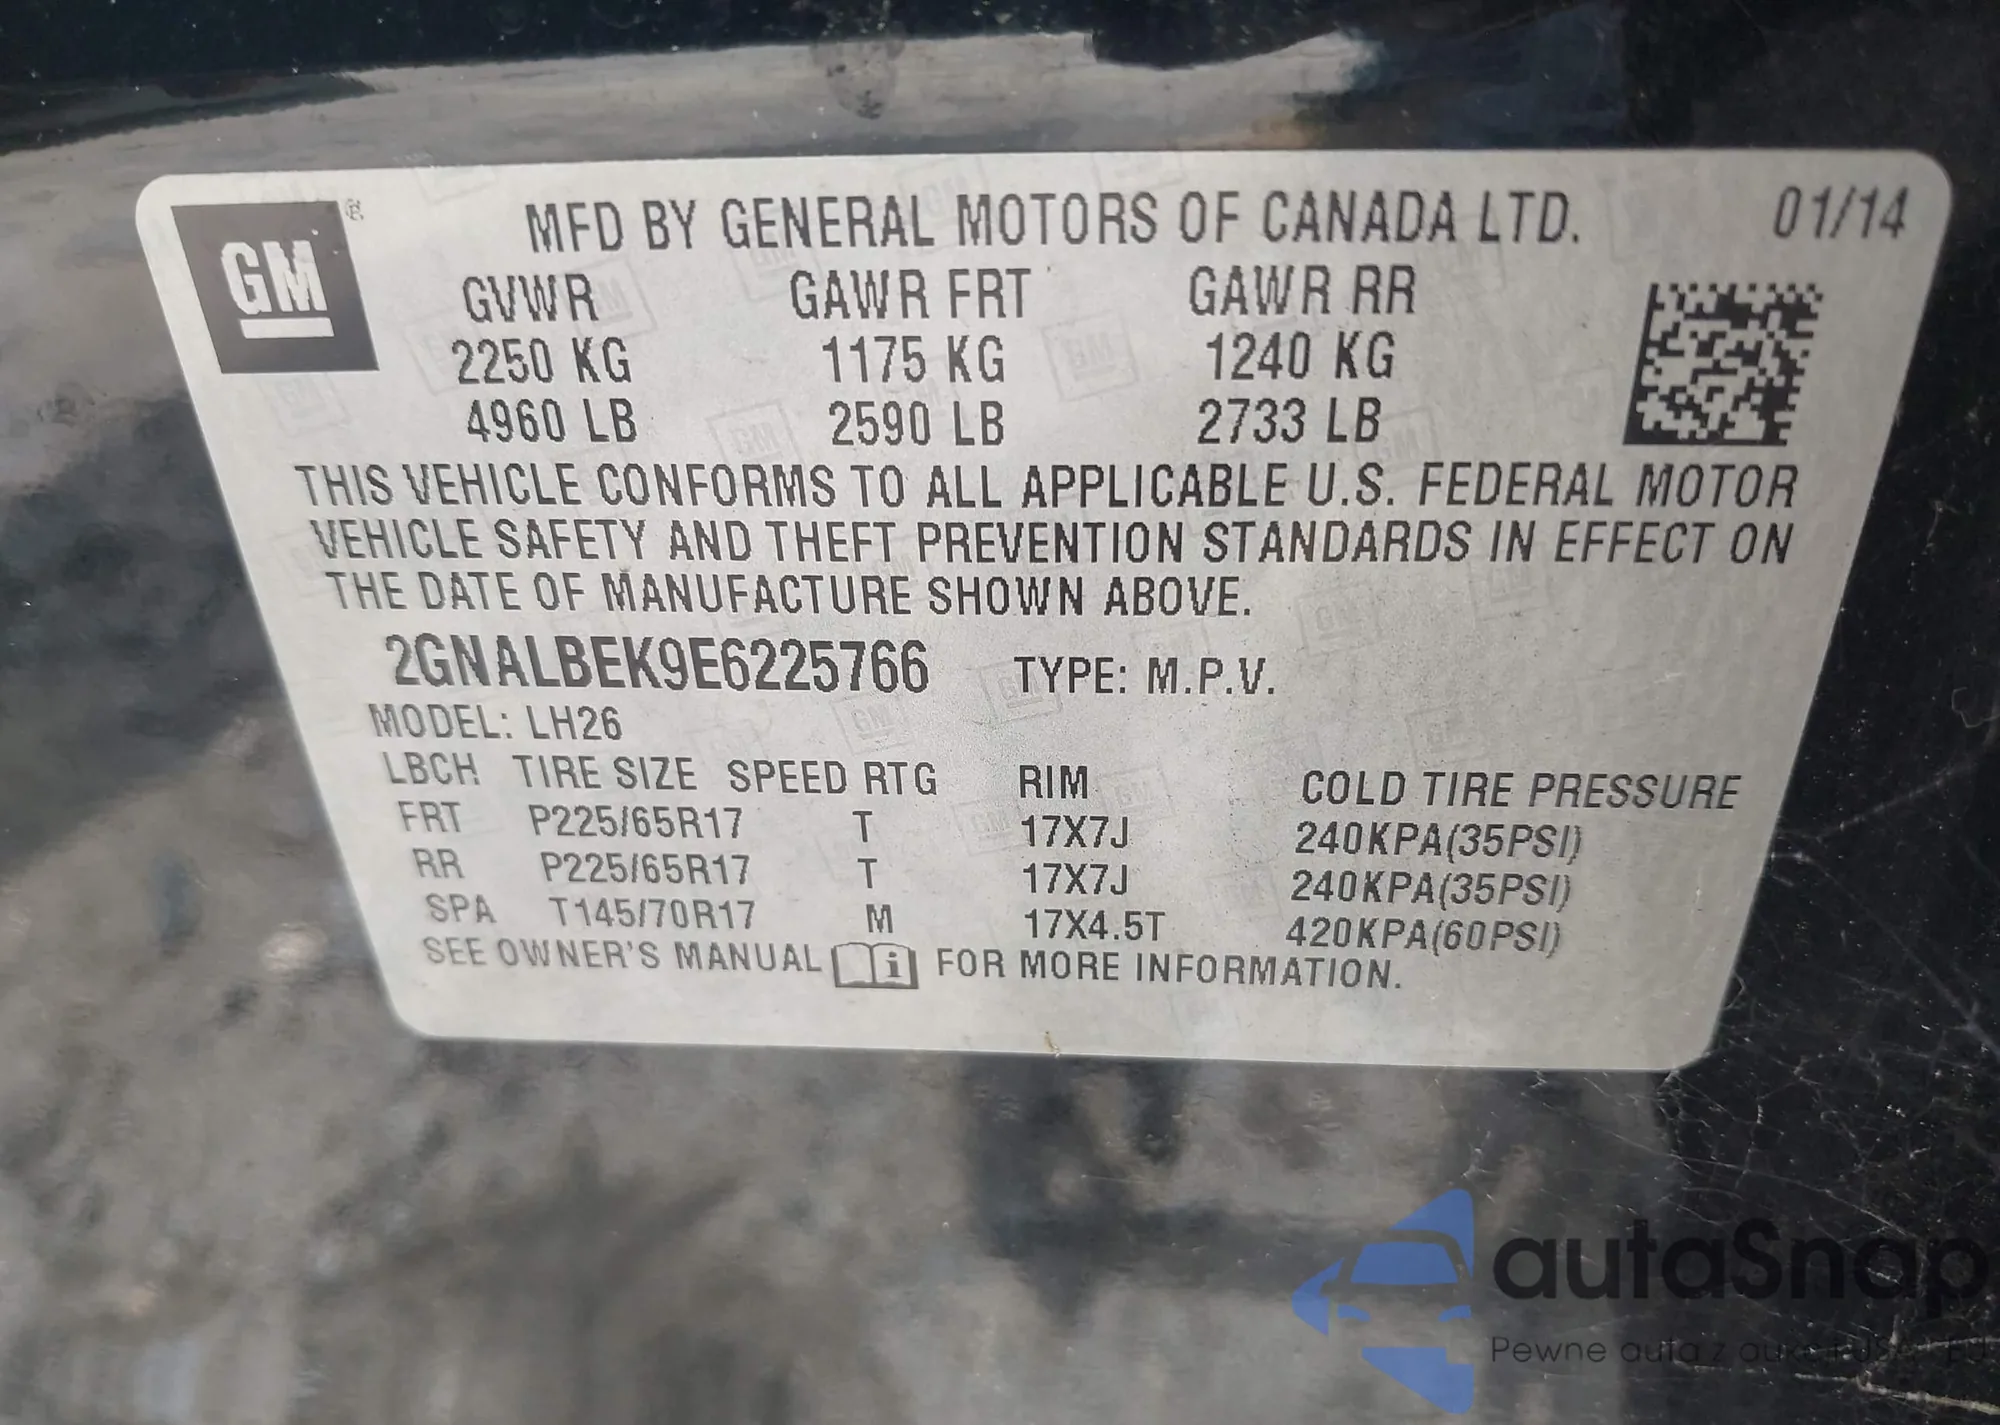 GM ®
MFD BY GENERAL MOTORS OF CANADA LTD. 01/14
GVWR GAWR FRT GAWR RR
2250 KG 1175 KG 1240 KG
4960 LB 2590 LB 2733 LB
THIS VEHICLE CONFORMS TO ALL APPLICABLE U.S. FEDERAL MOTOR
VEHICLE SAFETY AND THEFT PREVENTION STANDARDS IN EFFECT ON
THE DATE OF MANUFACTURE SHOWN ABOVE.
2GNALBEK9E6225766 TYPE: M.P.V.
MODEL: LH26
LBCH TIRE SIZE SPEED RTG RIM COLD TIRE PRESSURE
FRT P225/65R17 T 17X7J 240KPA(35PSI)
RR P225/65R17 T 17X7J 240KPA(35PSI)
SPA T145/70R17 M 17X4.5T 420KPA(60PSI)
SEE OWNER'S MANUAL i FOR MORE INFORMATION.
autaSnap
Pewne auta z aukcji USA